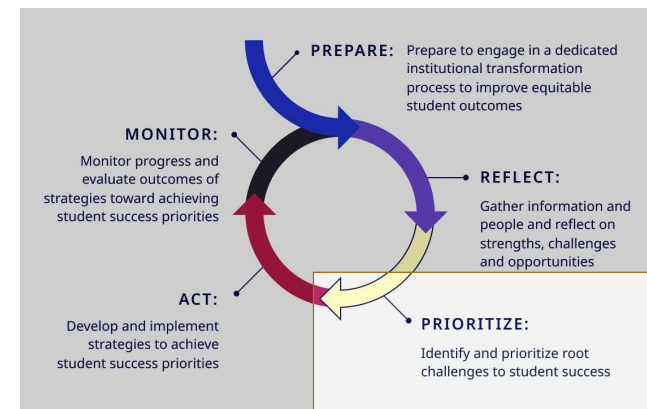 PREPARE: Prepare to engage in a dedicated
institutional transformation
process to improve equitable
student outcomes
REFLECT:
Gather information and
people and reflect on
strengths, challenges
and opportunities
PRIORITIZE:
Identify and prioritize root
challenges to student success
ACT:
Develop and implement
strategies to achieve
student success priorities
MONITOR:
Monitor progress and
evaluate outcomes of
strategies toward achieving
student success priorities